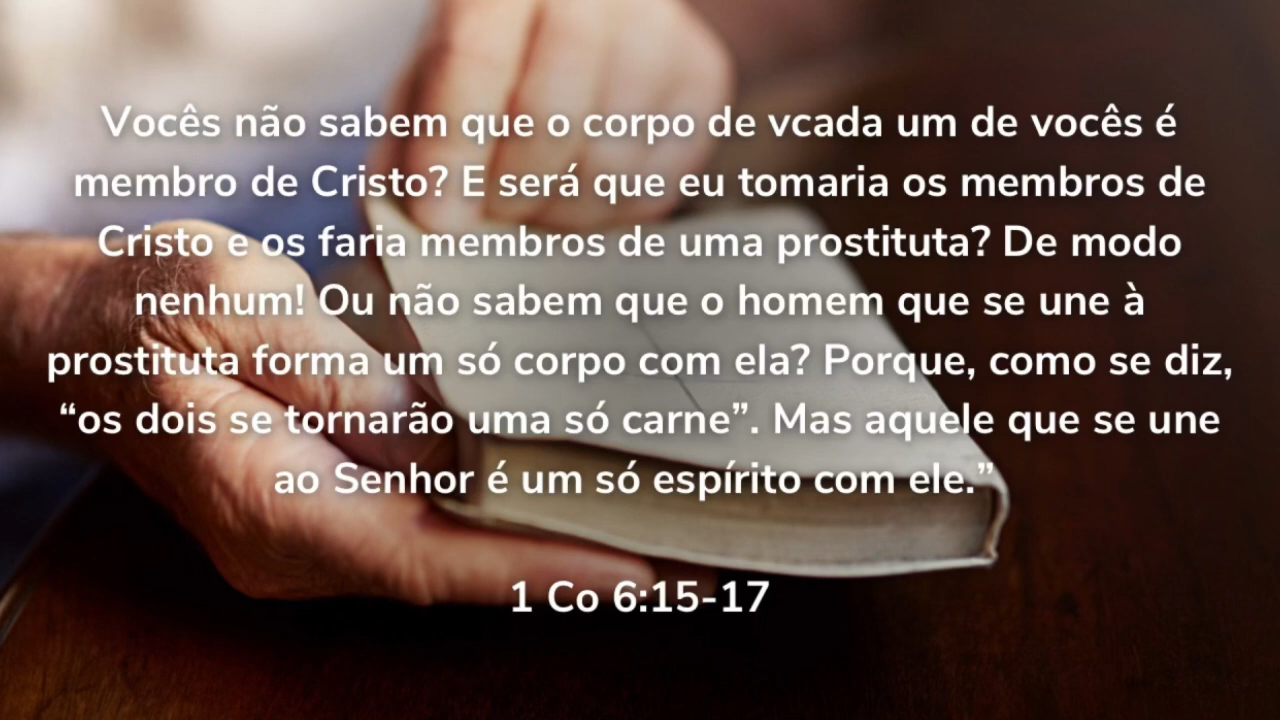 Vocês não sabem que o corpo de vcada um de vocês é
membro de Cristo? E será que eu tomaria os membros de
Cristo e os faria membros de uma prostituta? De modo
nenhum! Ou não sabem que o homem que se une à
prostituta forma um só corpo com ela? Porque, como se diz,
“os dois se tornarão uma só carne”. Mas aquele que se une
ao Senhor é um só espírito com ele.”
1 Co 6:15-17